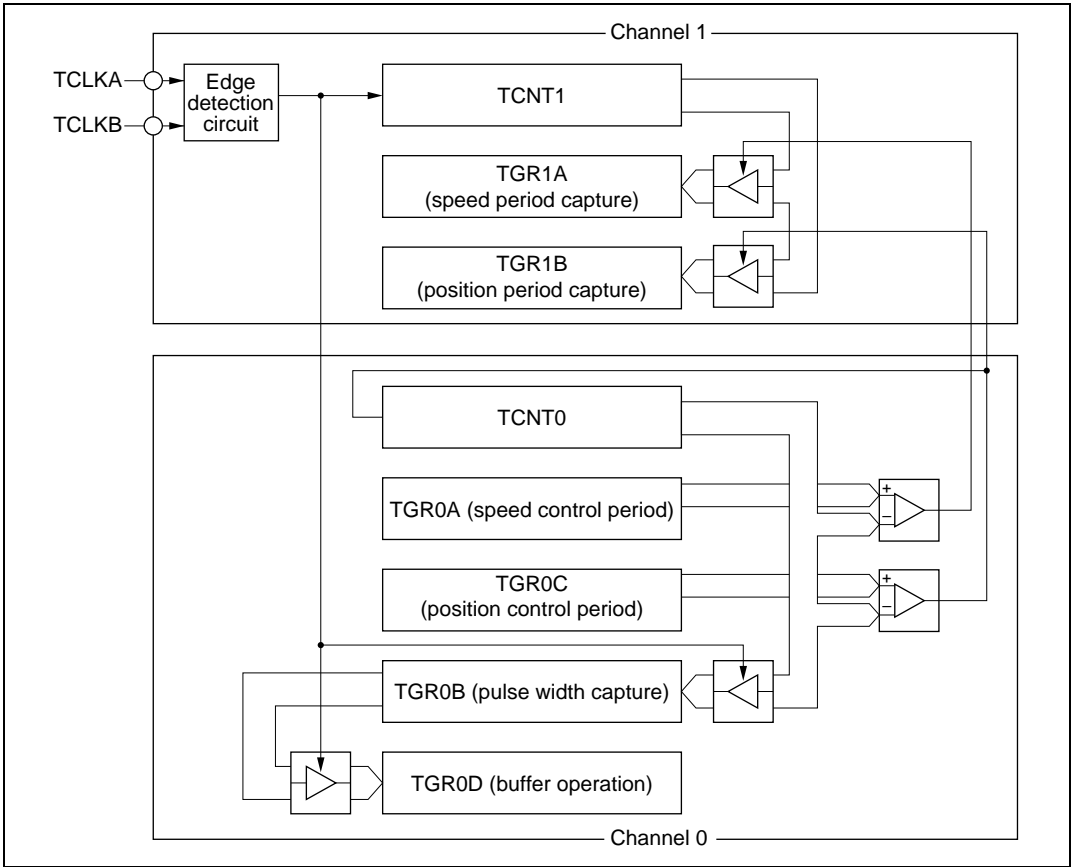 Channel 1
TCLKA
TCLKB
Edge
detection
circuit
TCNT1
TGR1A
(speed period capture)
TGR1B
(position period capture)
TCNT0
TGR0A (speed control period)
+
−
TGR0C
(position control period)
+
−
TGR0B (pulse width capture)
TGR0D (buffer operation)
Channel 0